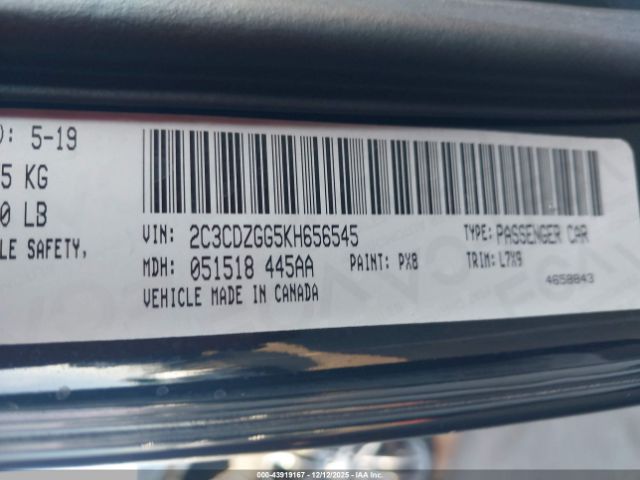 ): 5-19
5 KG
0 LB
LE SAFETY,
VIN: 2C3CDZGG5KH656545
TYPE: PASSENGER CAR
MDH: 051518 445AA
PAINT: PX8
TRIM: L7X9
VEHICLE MADE IN CANADA
4658843
000-43919167 - 12/12/2025 - IAA Inc.